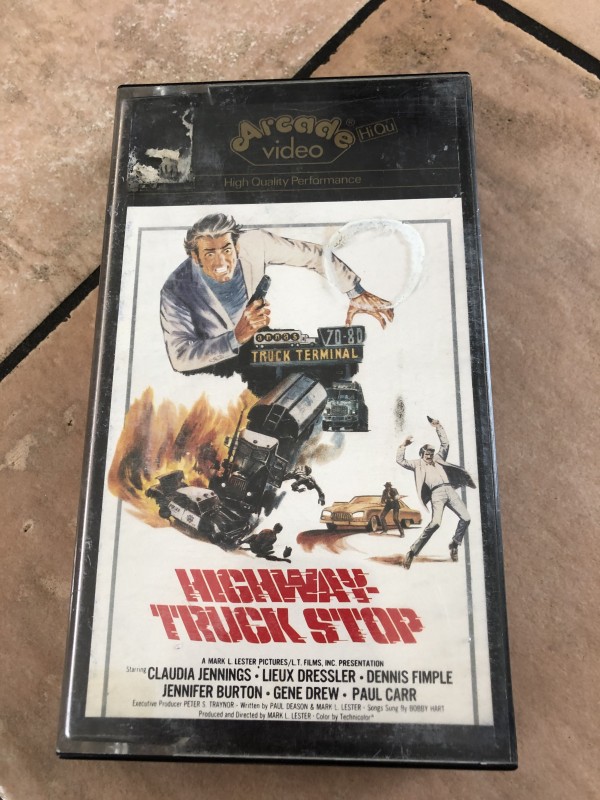 Arcade® HiQu
video
High Quality Performance
annas 70-80
TRUCK TERMINAL
HIGHWAY-
TRUCK STOP
A MARK L. LESTER PICTURES/L.T. FILMS, INC. PRESENTATION
Starring CLAUDIA JENNINGS • LIEUX DRESSLER • DENNIS FIMPLE
JENNIFER BURTON • GENE DREW • PAUL CARR
Executive Producer PETER S. TRAYNOR • Written by PAUL DEASON & MARK L. LESTER • Songs Sung By BOBBY HART
Produced and Directed by MARK L. LESTER • Color by Technicolor®